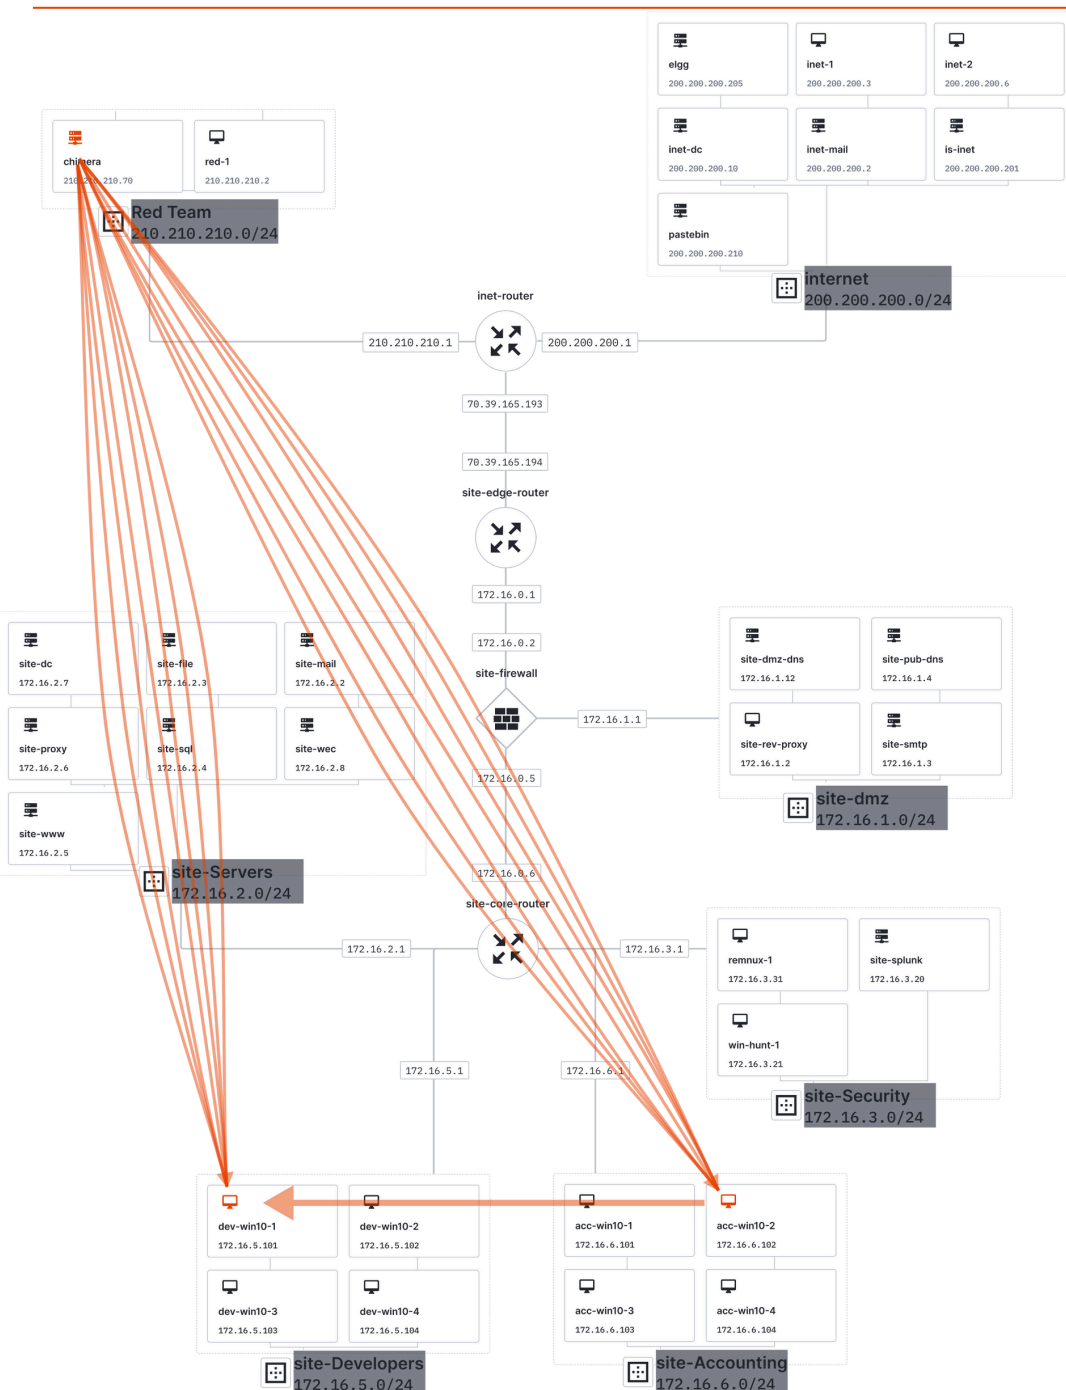 elgg
200.200.200.205
inet-1
200.200.200.3
inet-2
200.200.200.6
inet-dc
200.200.200.10
inet-mail
200.200.200.2
is-inet
200.200.200.201
pastebin
200.200.200.210
internet
200.200.200.0/24
chimera
210.210.210.70
red-1
210.210.210.2
Red Team
210.210.210.0/24
inet-router
210.210.210.1
200.200.200.1
70.39.165.193
70.39.165.194
site-edge-router
172.16.0.1
172.16.0.2
site-firewall
172.16.1.1
172.16.0.5
172.16.0.6
site-core-router
site-dc
172.16.2.7
site-file
172.16.2.3
site-mail
172.16.2.2
site-proxy
172.16.2.6
site-sql
172.16.2.4
site-wec
172.16.2.8
site-www
172.16.2.5
site-Servers
172.16.2.0/24
site-dmz-dns
172.16.1.12
site-pub-dns
172.16.1.4
site-rev-proxy
172.16.1.2
site-smtp
172.16.1.3
site-dmz
172.16.1.0/24
172.16.2.1
172.16.3.1
remnux-1
172.16.3.31
site-splunk
172.16.3.20
win-hunt-1
172.16.3.21
site-Security
172.16.3.0/24
172.16.5.1
172.16.6.1
dev-win10-1
172.16.5.101
dev-win10-2
172.16.5.102
dev-win10-3
172.16.5.103
dev-win10-4
172.16.5.104
site-Developers
172.16.5.0/24
acc-win10-1
172.16.6.101
acc-win10-2
172.16.6.102
acc-win10-3
172.16.6.103
acc-win10-4
172.16.6.104
site-Accounting
172.16.6.0/24